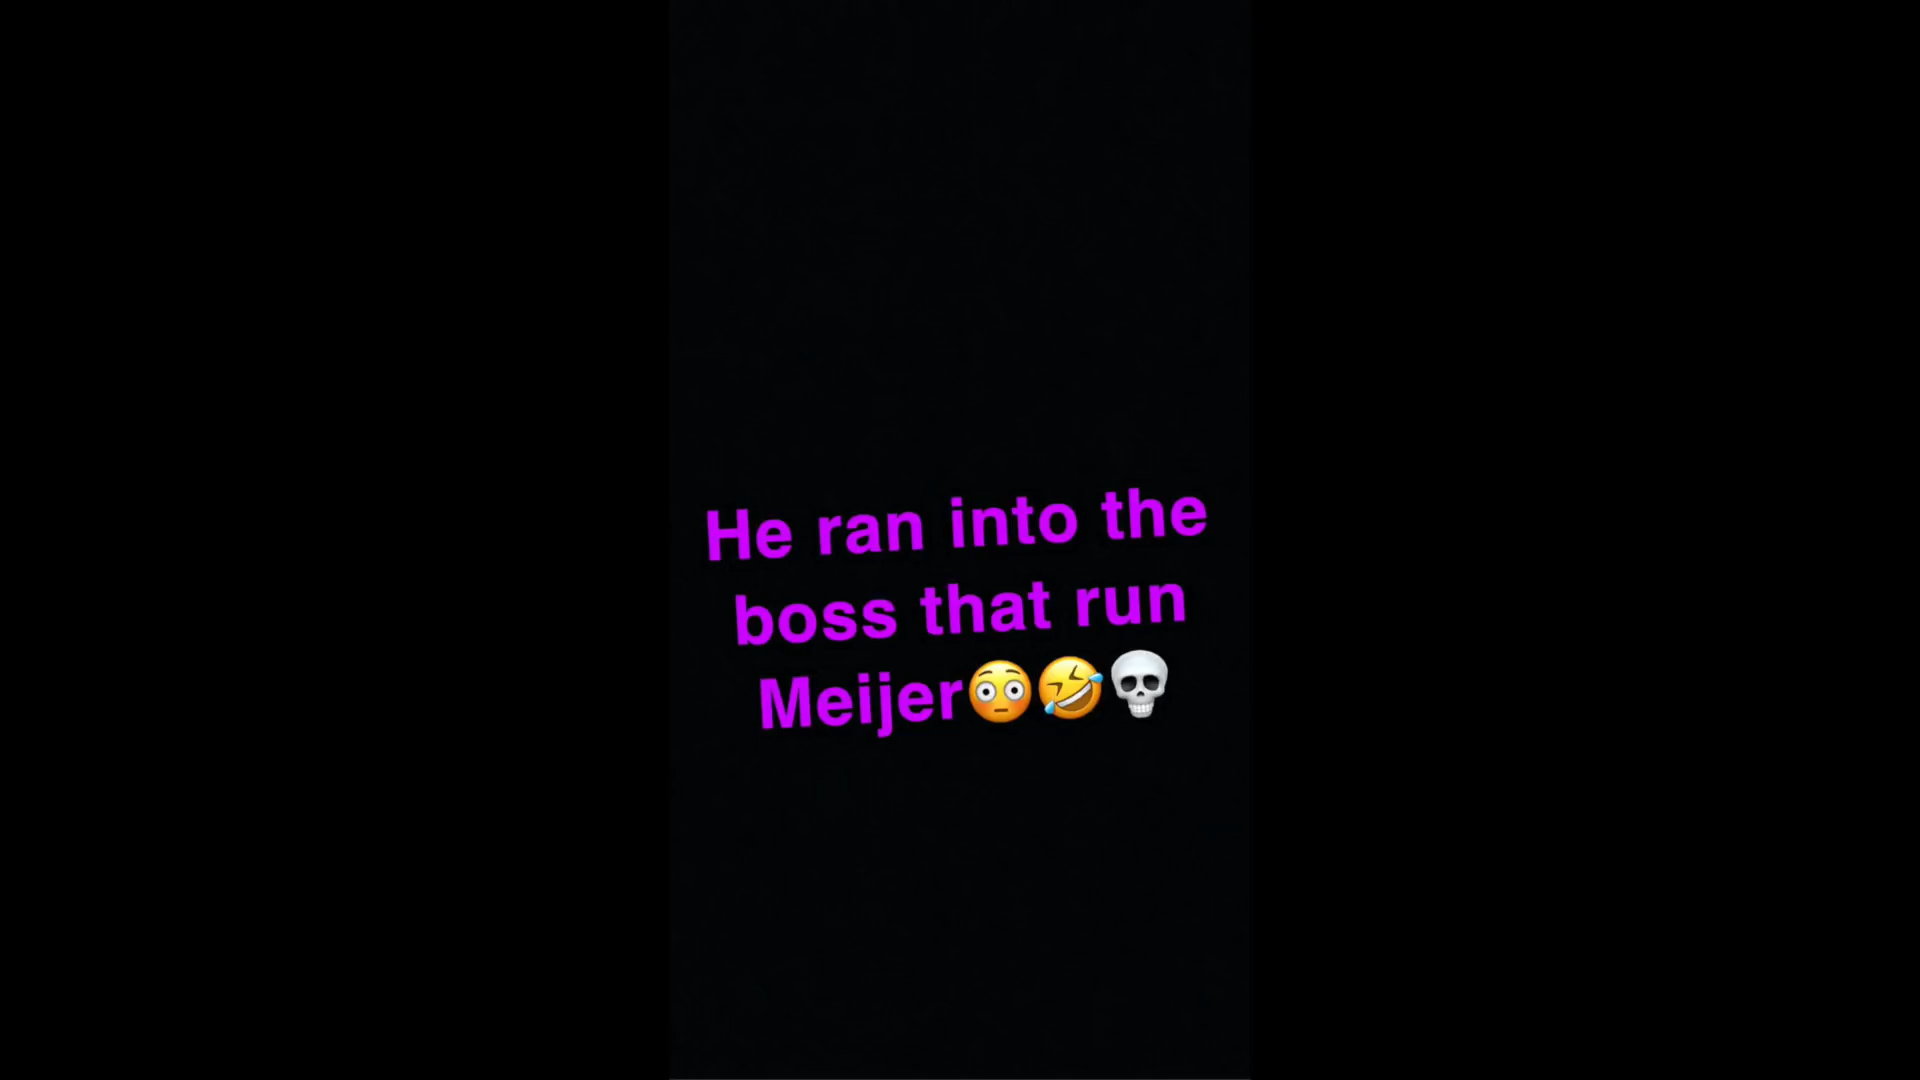 He ran into the
boss that run
Meijer😳🤣💀